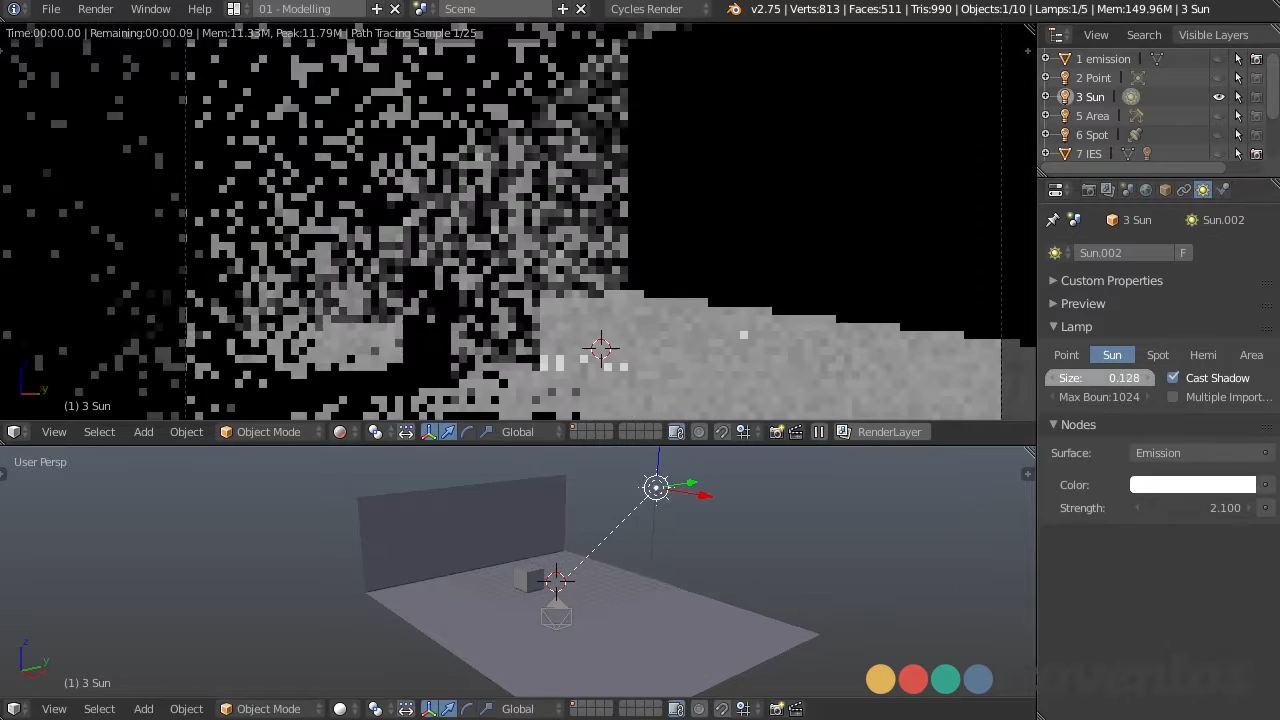 File Render Window Help 01 - Modelling Scene Cycles Render v2.75 | Verts:813 | Faces:511 | Tris:990 | Objects:1/10 | Lamps:1/5 | Mem:149.96M | 3 Sun
Time:00:00.00 | Remaining:00:00.09 | Mem:11.33M, Peak:11.79M | Path Tracing Sample 1/25
View Search Visible Layers
1 emission
2 Point
3 Sun
5 Area
6 Spot
7 IES
3 Sun Sun.002
Sun.002 F
Custom Properties
Preview
Lamp
Point Sun Spot Hemi Area
Size: 0.128 Cast Shadow
Max Boun:1024 Multiple Import...
Nodes
Surface: Emission
Color:
Strength: 2.100
y
(1) 3 Sun
View Select Add Object Object Mode Global RenderLayer
User Persp
z
y
(1) 3 Sun
View Select Add Object Object Mode Global